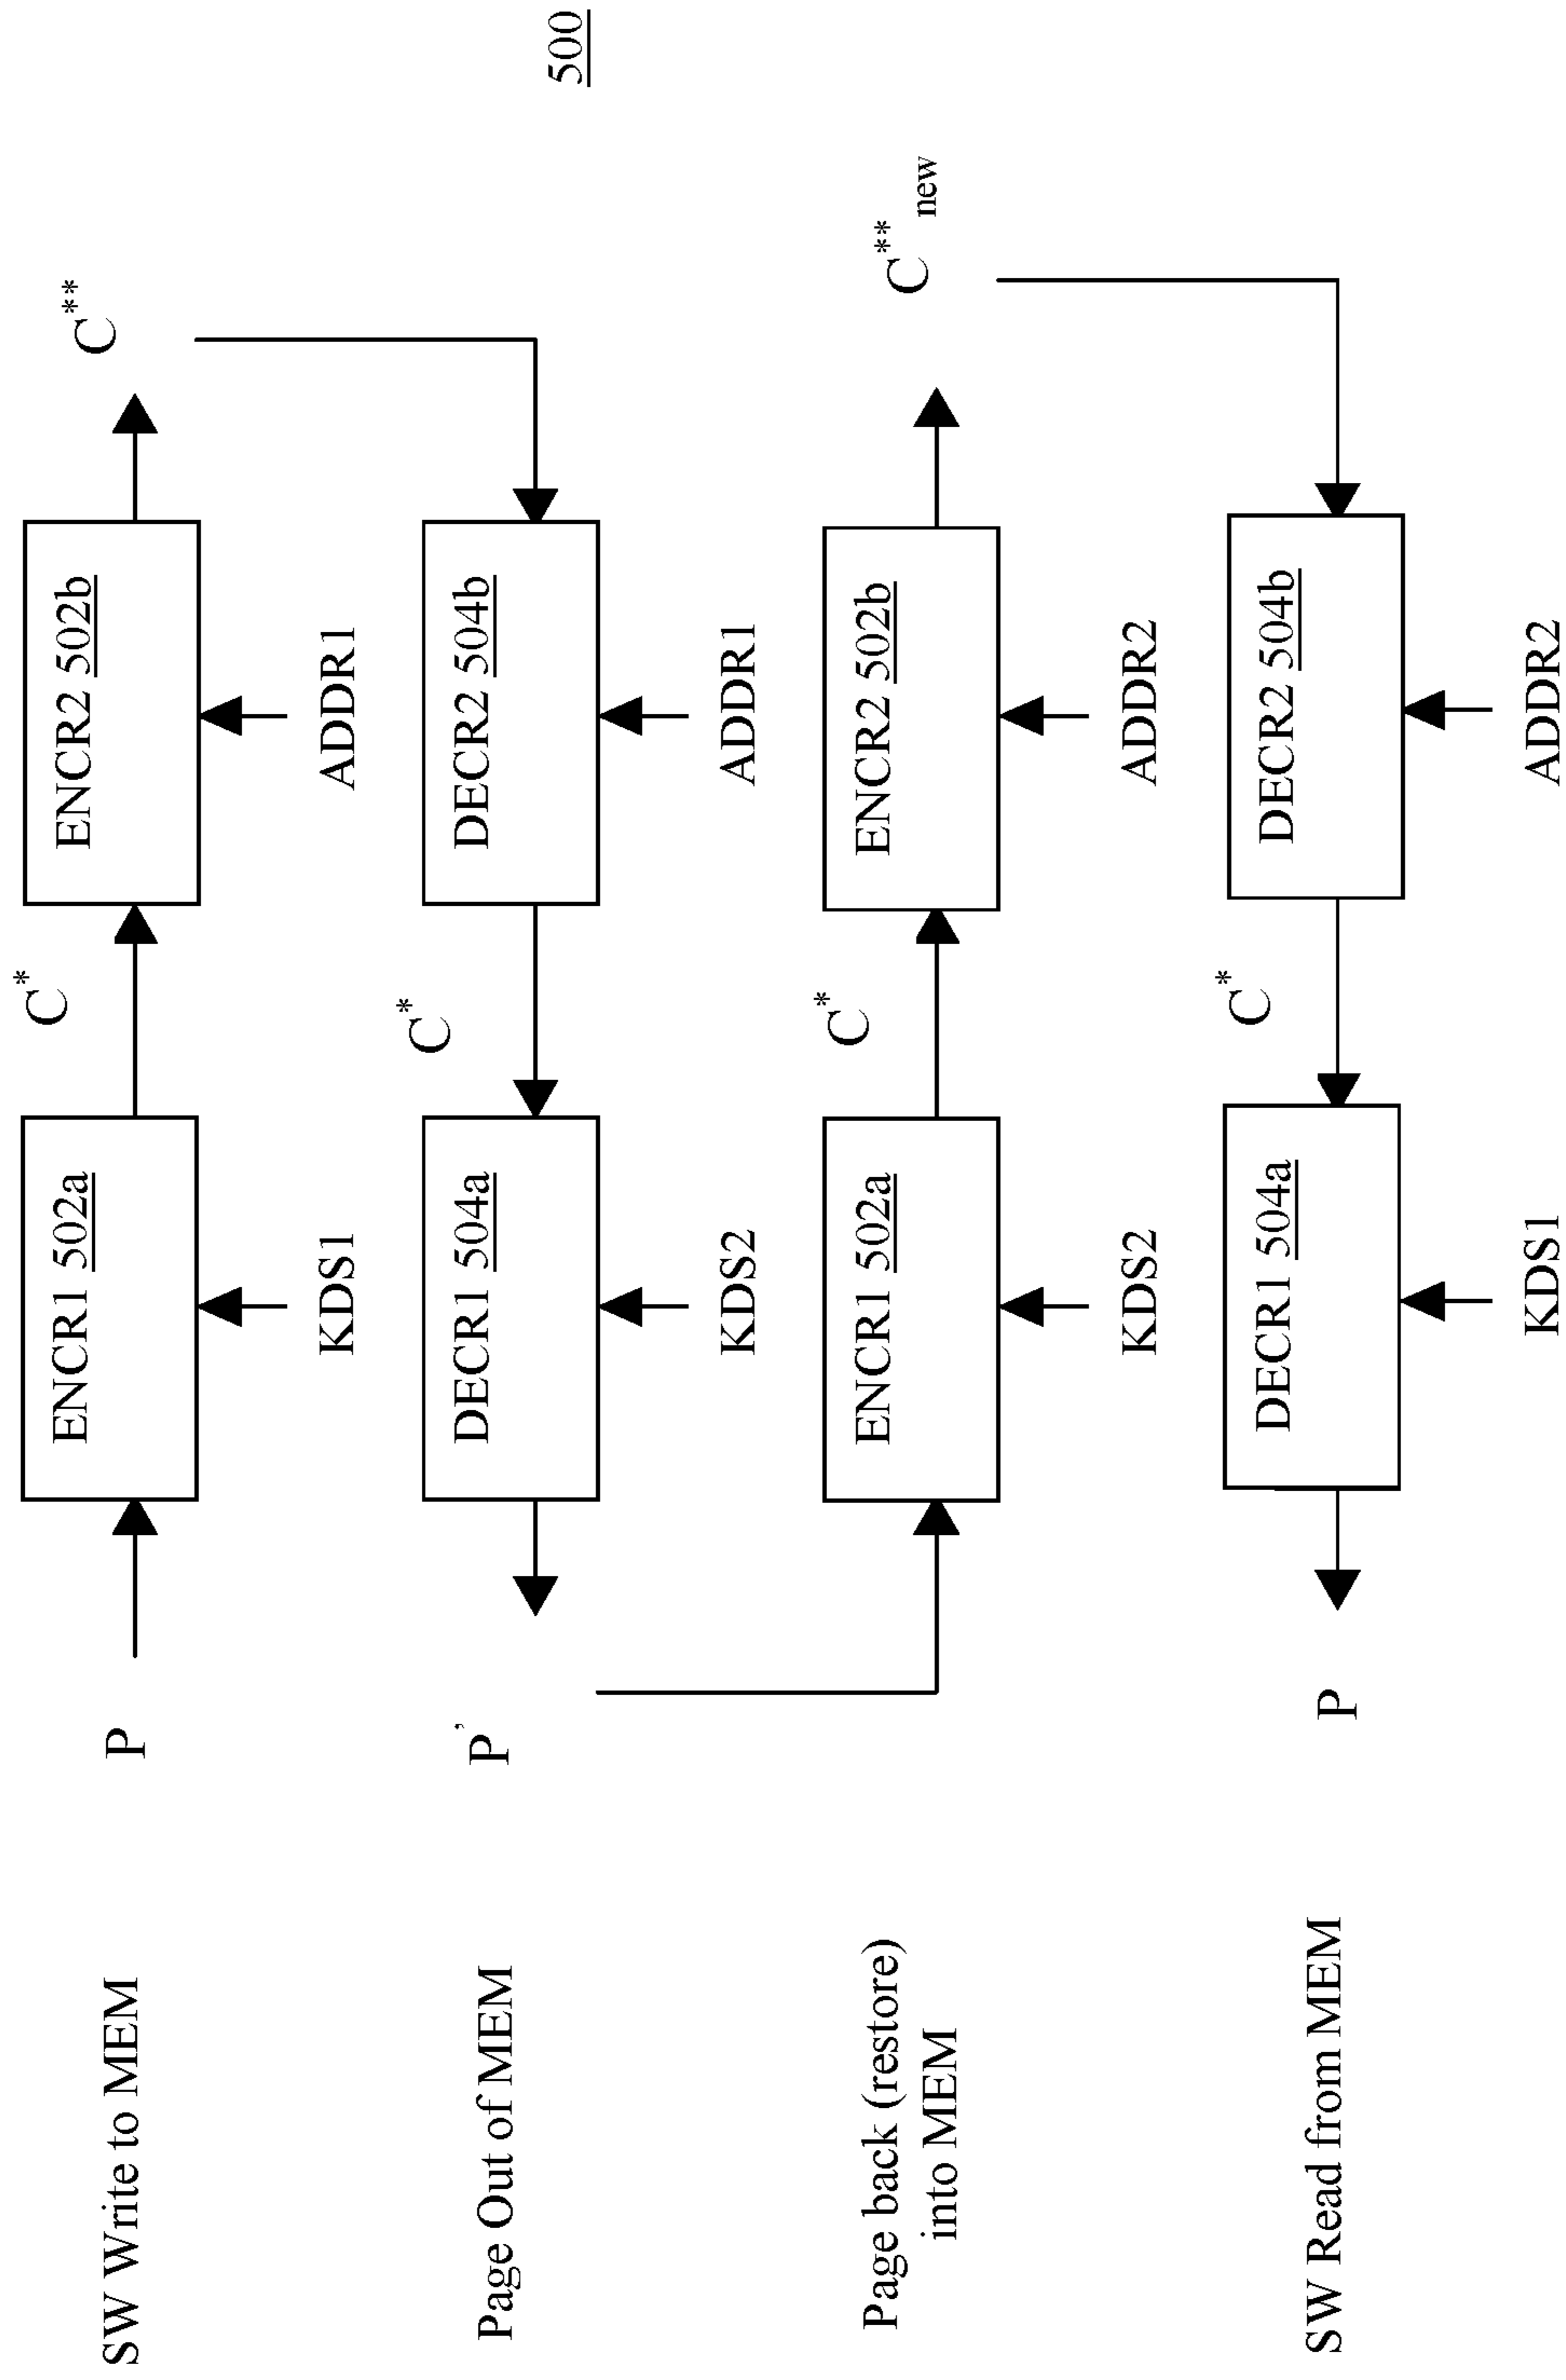 500
SW Write to MEM
P
ENCR1 502a
KDS1
C*
ENCR2 502b
ADDR1
C**
Page Out of MEM
P’
DECR1 504a
KDS2
C*
DECR2 504b
ADDR1
Page back (restore)
into MEM
ENCR1 502a
KDS2
C*
ENCR2 502b
ADDR2
C** new
SW Read from MEM
P
DECR1 504a
KDS1
C*
DECR2 504b
ADDR2